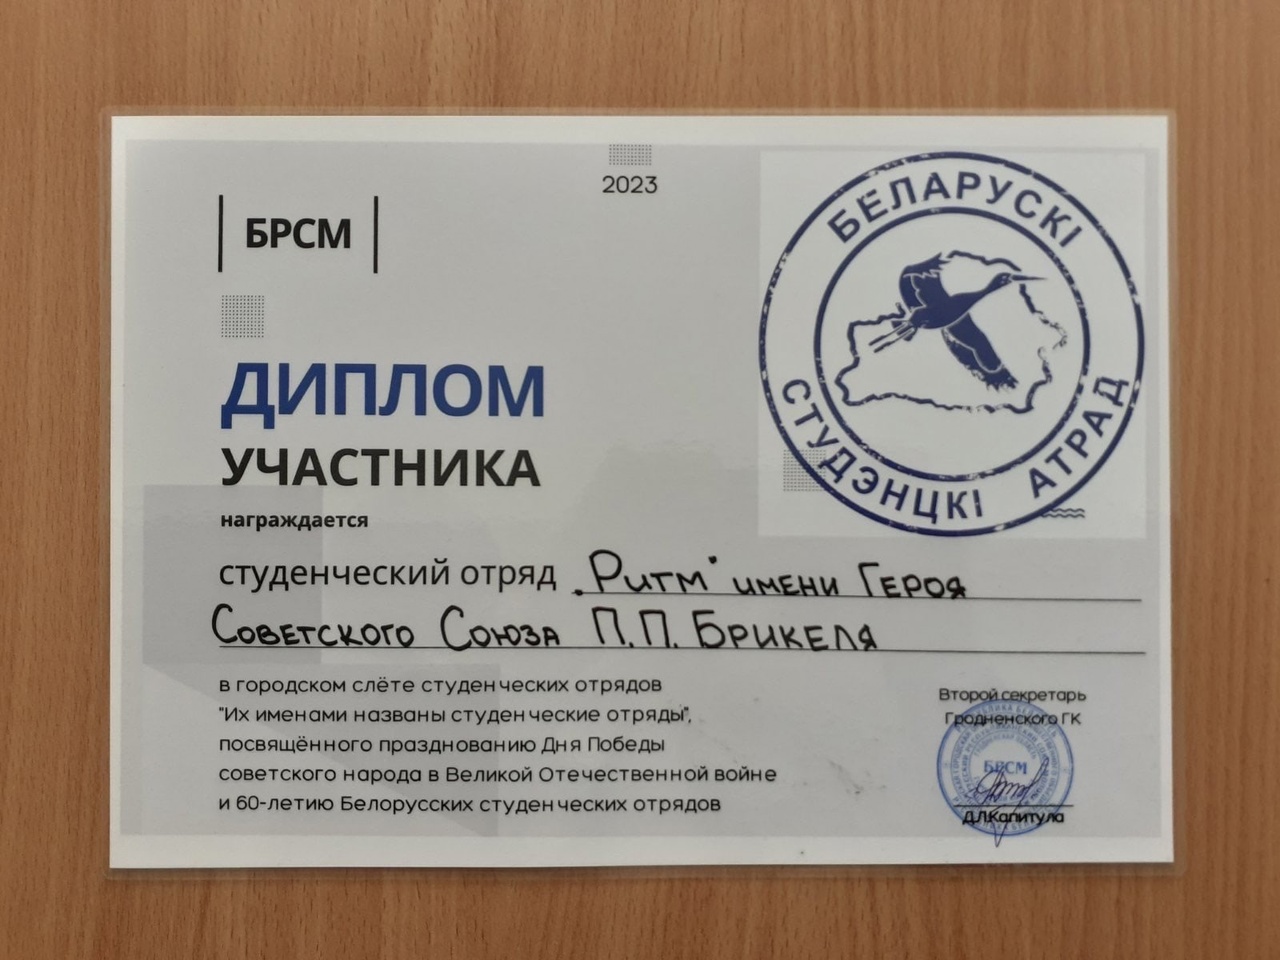 2023
БРСМ
БЕЛАРУСКІ
СТУДЭНЦКІ АТРАД
ДИПЛОМ
УЧАСТНИКА
награждается
студенческий отряд „Ритм" имени Героя
Советского Союза П.П. Брикеля
в городском слёте студенческих отрядов
"Их именами названы студенческие отряды",
посвящённого празднованию Дня Победы
советского народа в Великой Отечественной войне
и 60-летию Белорусских студенческих отрядов
Второй секретарь
Гродненского ГК
БРСМ
Д.Л.Капитула